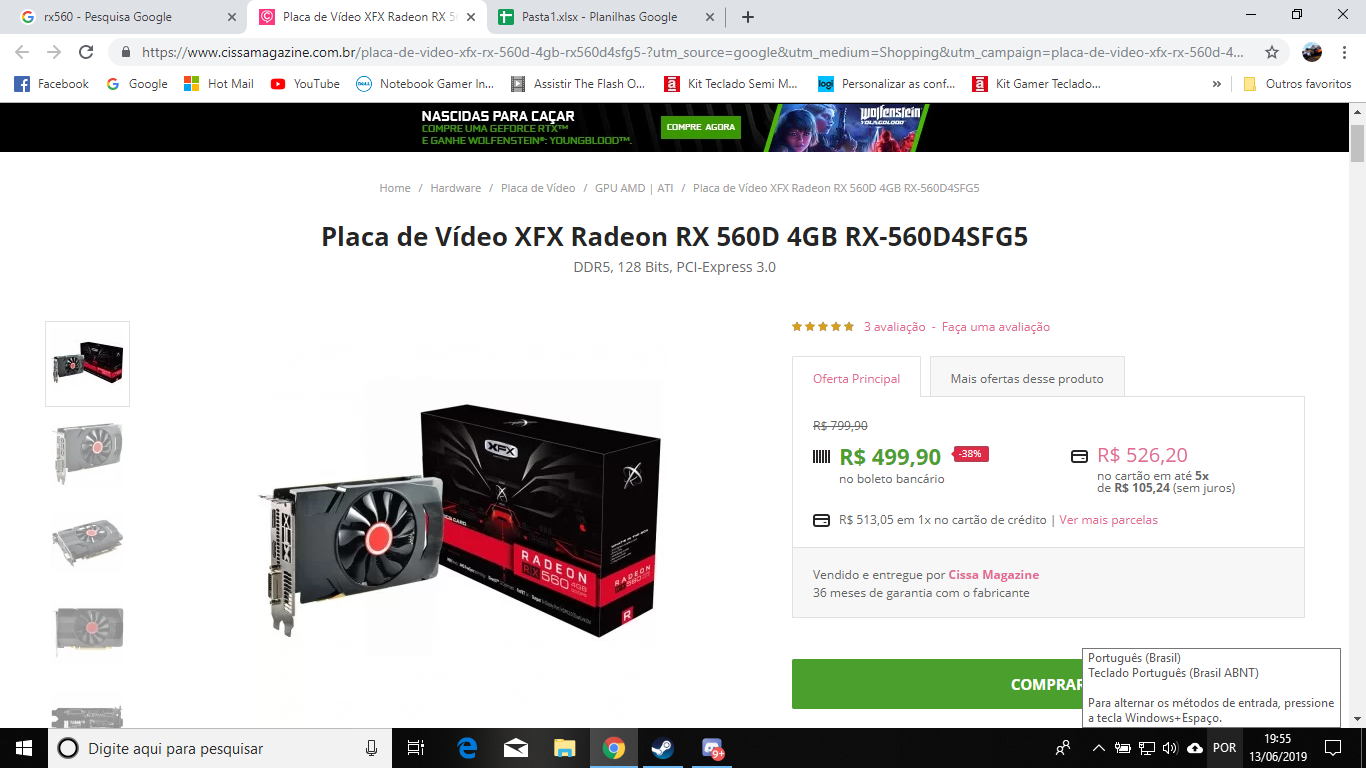 rx560 - Pesquisa Google
Placa de Vídeo XFX Radeon RX 5
Pasta1.xlsx - Planilhas Google
https://www.cissamagazine.com.br/placa-de-video-xfx-rx-560d-4gb-rx560d4sfg5-?utm_source=google&utm_medium=Shopping&utm_campaign=placa-de-video-xfx-rx-560d-4...
Facebook
Google
Hot Mail
YouTube
Notebook Gamer In...
Assistir The Flash O...
Kit Teclado Semi M...
Personalizar as conf...
Kit Gamer Teclado...
»
Outros favoritos
NASCIDAS PARA CAÇAR
COMPRE UMA GEFORCE RTX™
E GANHE WOLFENSTEIN®: YOUNGBLOOD™.
COMPRE AGORA
Wolfenstein
YOUNGBLOOD
Home / Hardware / Placa de Vídeo / GPU AMD | ATI / Placa de Vídeo XFX Radeon RX 560D 4GB RX-560D4SFG5
Placa de Vídeo XFX Radeon RX 560D 4GB RX-560D4SFG5
DDR5, 128 Bits, PCI-Express 3.0
3 avaliação - Faça uma avaliação
Oferta Principal
Mais ofertas desse produto
R$ 799,90
R$ 499,90
-38%
no boleto bancário
R$ 526,20
no cartão em até 5x
de R$ 105,24 (sem juros)
R$ 513,05 em 1x no cartão de crédito | Ver mais parcelas
Vendido e entregue por Cissa Magazine
36 meses de garantia com o fabricante
XFX
XFX
RADEON
RX 560
4GB
RADEON
RX 560
R
COMPRAR
Português (Brasil)
Teclado Português (Brasil ABNT)
Para alternar os métodos de entrada, pressione
a tecla Windows+Espaço.
Digite aqui para pesquisar
9+
POR
19:55
13/06/2019